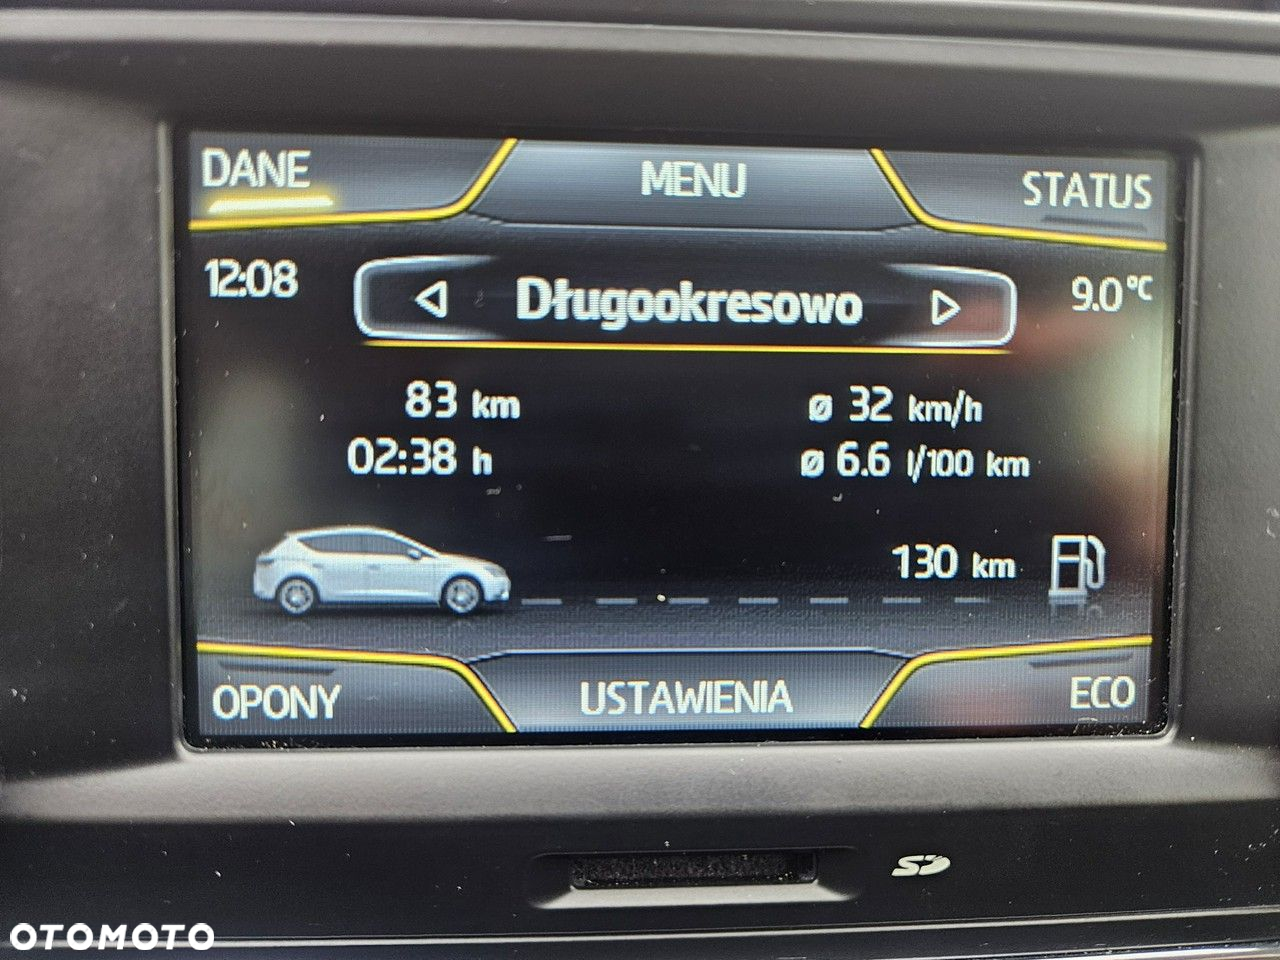 DANE MENU STATUS
12:08 Długookresowo 9.0°C
83 km ø 32 km/h
02:38 h ø 6.6 l/100 km
130 km
OPONY USTAWIENIA ECO
SD
OTOMOTO